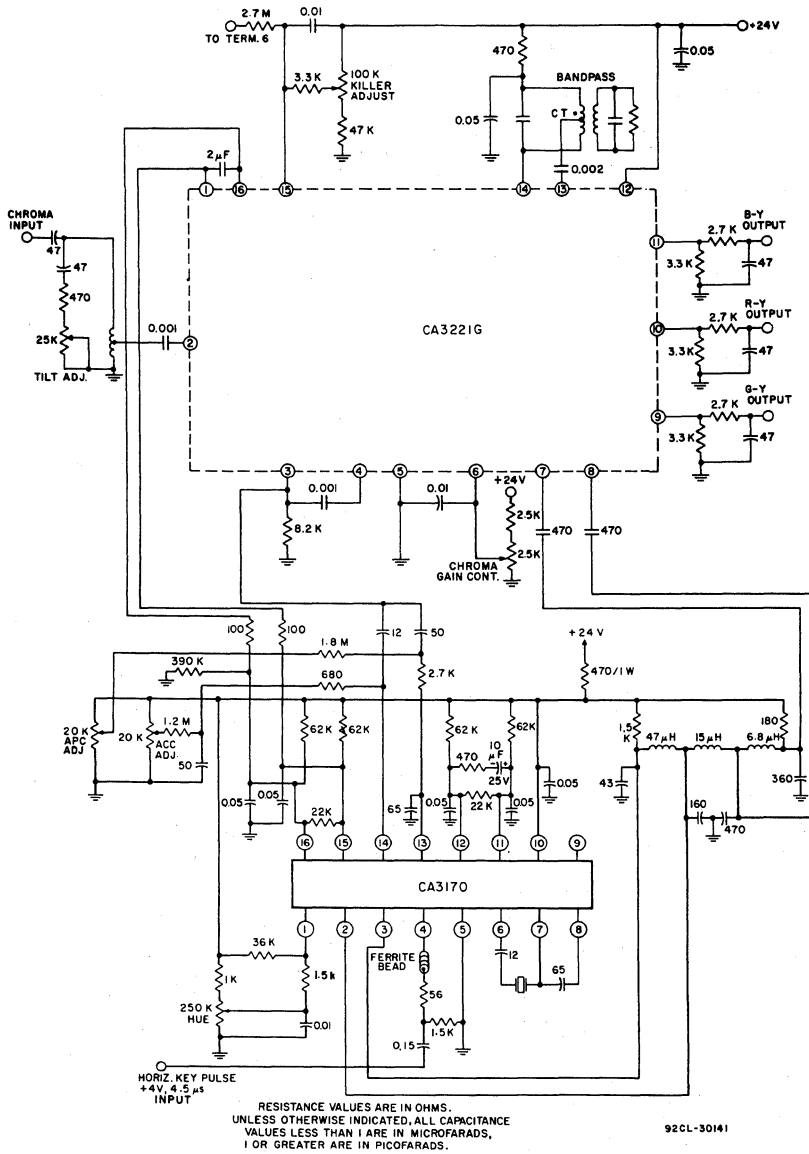 2.7 M
TO TERM. 6
0.01
+24V
0.05
470
BANDPASS
3.3 K
100 K
KILLER
ADJUST
47 K
0.05
CT
0.002
2 µF
1
16
15
14
13
12
CHROMA
INPUT
47
47
470
25K
TILT ADJ.
0.001
2
CA3221G
11
B-Y
OUTPUT
2.7 K
3.3 K
47
10
R-Y
OUTPUT
2.7 K
3.3K
47
9
G-Y
OUTPUT
2.7 K
3.3K
47
3
4
5
6
7
8
0.001
8.2 K
0.01
+24V
2.5K
2.5K
CHROMA
GAIN CONT.
470
470
100
100
12
50
1.8 M
390 K
680
2.7 K
+24 V
470/1W
20 K
APC
ADJ
20 K
1.2 M
ACC
ADJ.
50
62K
62K
62K
62K
470
10
µF
25V
22K
1.5
K
47µH
15µH
6.8µH
180
360
43
160
470
0.05
0.05
22K
65
0.05
0.05
0.05
16
15
14
13
12
11
10
9
CA3170
1
2
3
4
5
6
7
8
36 K
1K
1.5k
250 K
HUE
0.01
FERRITE
BEAD
56
1.5K
0.15
12
65
HORIZ. KEY PULSE
+4V, 4.5 µs
INPUT
RESISTANCE VALUES ARE IN OHMS.
UNLESS OTHERWISE INDICATED, ALL CAPACITANCE
VALUES LESS THAN 1 ARE IN MICROFARADS,
1 OR GREATER ARE IN PICOFARADS.
92CL-30141